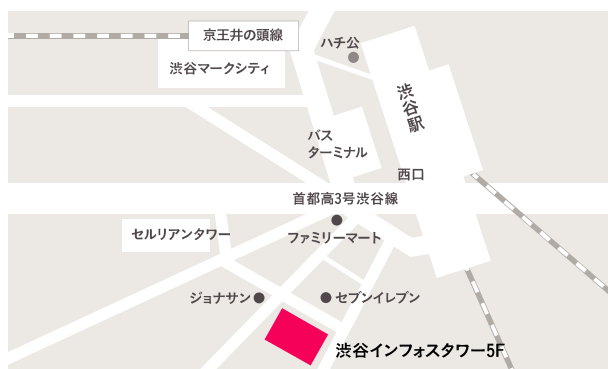 京王井の頭線
ハチ公
渋谷マークシティ
渋谷駅
バス
ターミナル
西口
首都高3号渋谷線
セルリアンタワー
ファミリーマート
ジョナサン
セブンイレブン
渋谷インフォスタワー5F